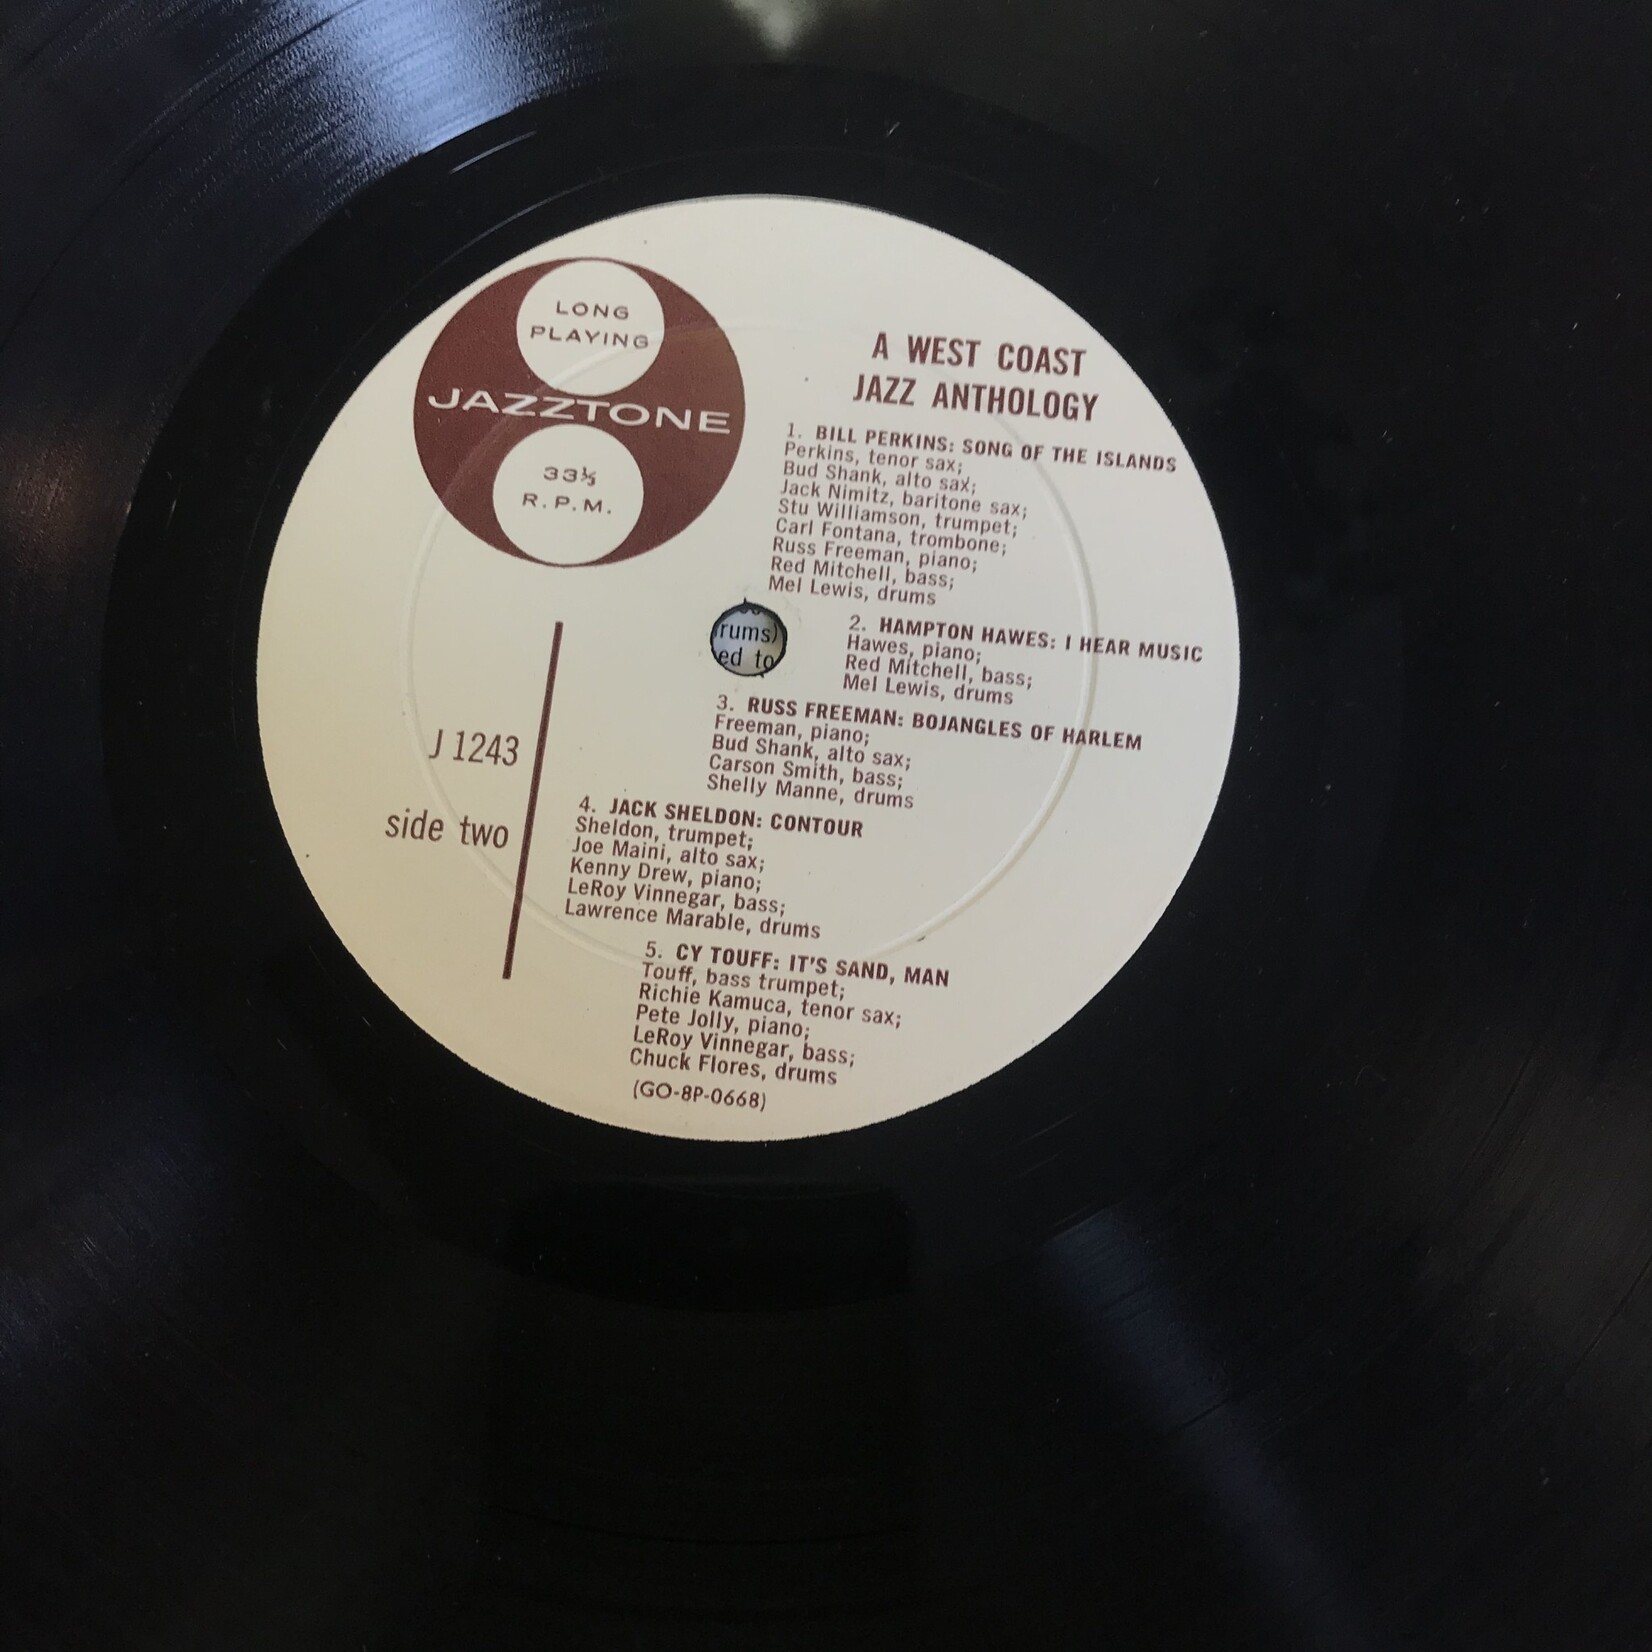 LONG
PLAYING
JAZZTONE
33⅓
R.P.M.
A WEST COAST
JAZZ ANTHOLOGY
1. BILL PERKINS: SONG OF THE ISLANDS
Perkins, tenor sax;
Bud Shank, alto sax;
Jack Nimitz, baritone sax;
Stu Williamson, trumpet;
Carl Fontana, trombone;
Russ Freeman, piano;
Red Mitchell, bass;
Mel Lewis, drums
2. HAMPTON HAWES: I HEAR MUSIC
Hawes, piano;
Red Mitchell, bass;
Mel Lewis, drums
rums)
ed to
3. RUSS FREEMAN: BOJANGLES OF HARLEM
Freeman, piano;
Bud Shank, alto sax;
Carson Smith, bass;
Shelly Manne, drums
J 1243
side two
4. JACK SHELDON: CONTOUR
Sheldon, trumpet;
Joe Maini, alto sax;
Kenny Drew, piano;
LeRoy Vinnegar, bass;
Lawrence Marable, drums
5. CY TOUFF: IT'S SAND, MAN
Touff, bass trumpet;
Richie Kamuca, tenor sax;
Pete Jolly, piano;
LeRoy Vinnegar, bass;
Chuck Flores, drums
(GO-8P-0668)